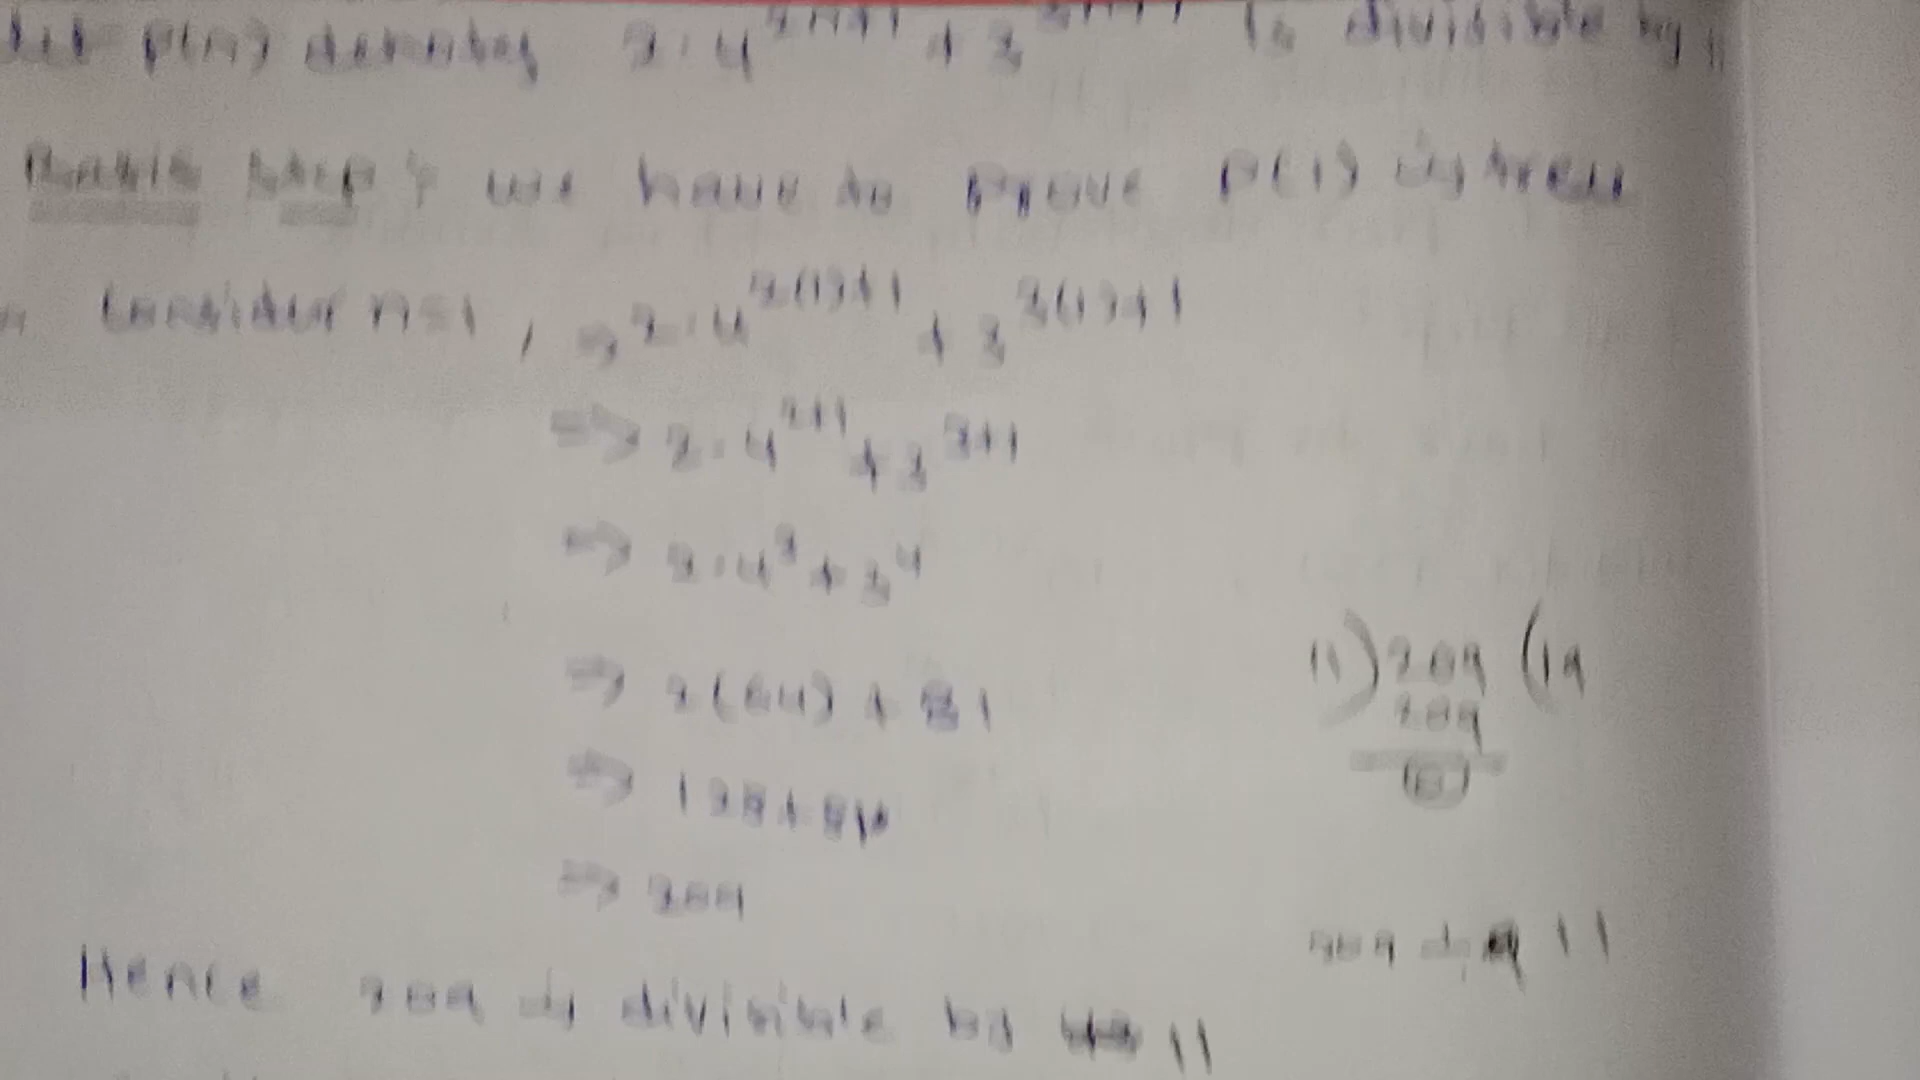 Let P(n) denotes 2·4^2n+1 + 3^3n+1 is divisible by 11
Basis Step : we have to prove P(1) is true
Consider n=1, ⇒ 2·4^2(1)+1 + 3^3(1)+1
⇒ 2·4^2+1 + 3^3+1
⇒ 2·4^3 + 3^4
⇒ 2(64) + 81
11)209(19
209
(0)
⇒ 128+81
⇒ 209
209 ÷ 11
Hence 209 is divisible by 11